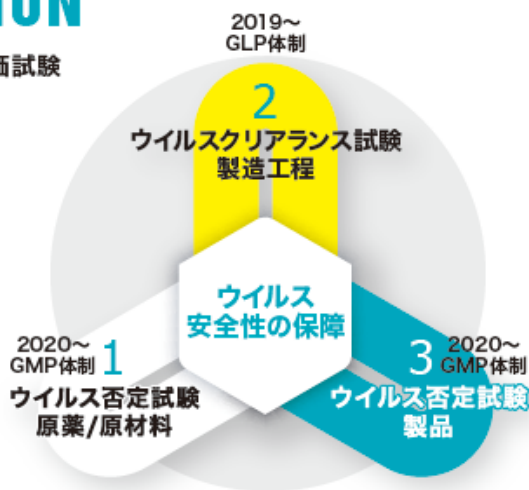 ION
価試験
2019~
GLP体制
2
ウイルスクリアランス試験
製造工程
ウイルス
安全性の保障
2020~
GMP体制
1
ウイルス否定試験
原薬/原材料
3
2020~
GMP体制
ウイルス否定試験
製品